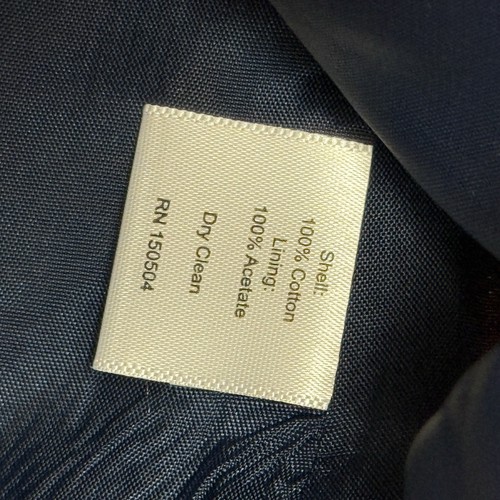 Shell:
100% Cotton
Lining:
100% Acetate
Dry Clean
RN 150504